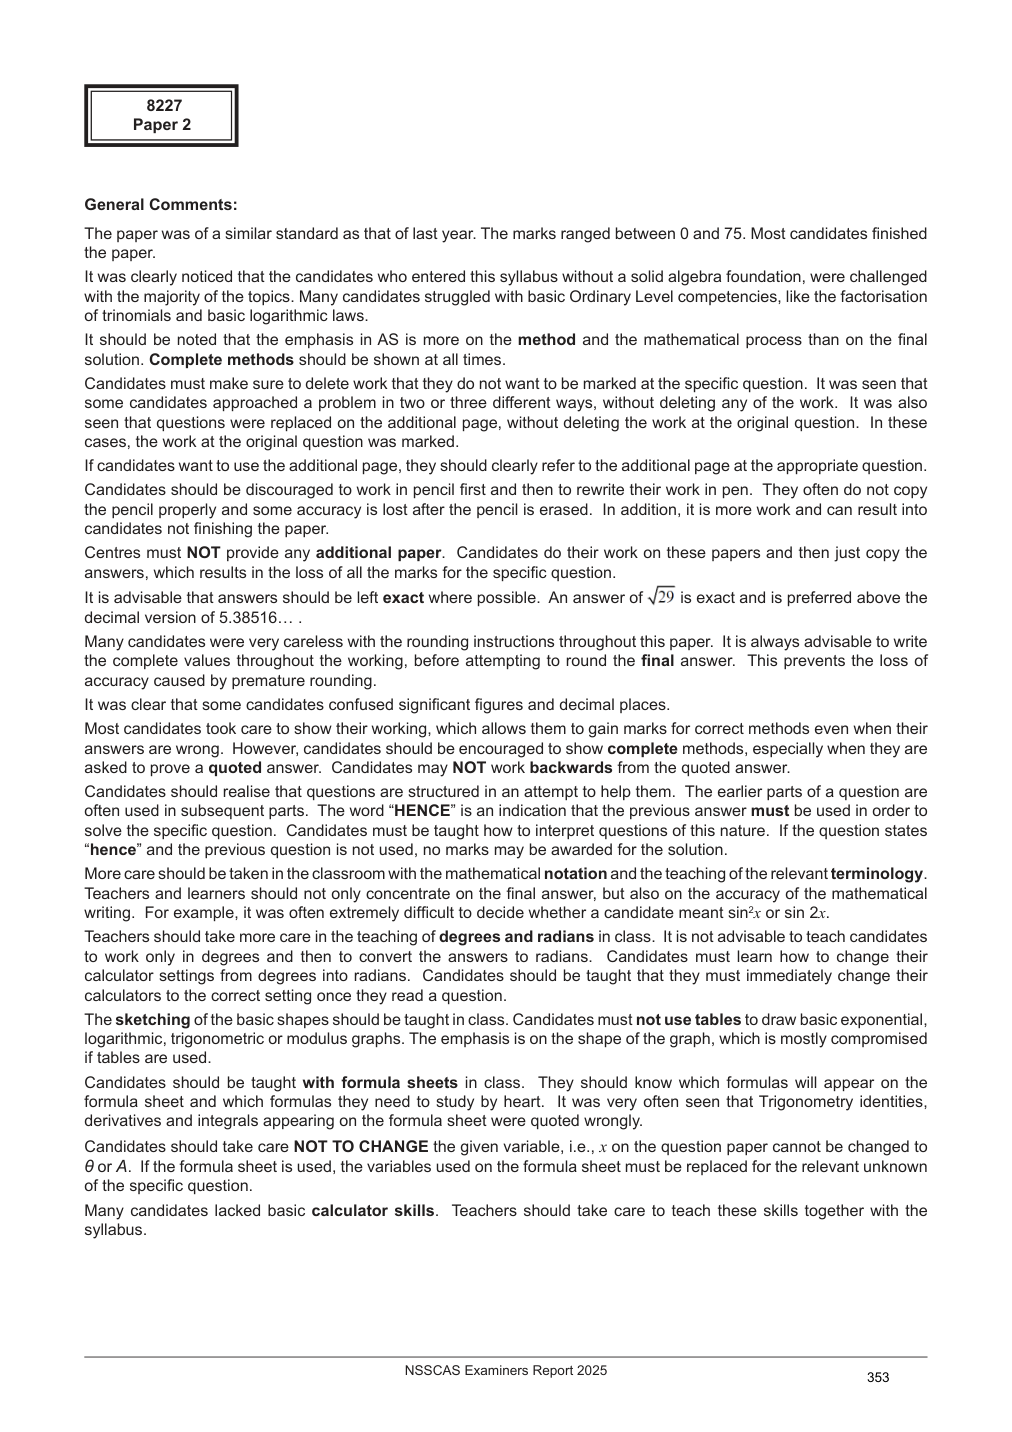 8227
Paper 2
General Comments:
The paper was of a similar standard as that of last year. The marks ranged between 0 and 75. Most candidates finished
the paper.
It was clearly noticed that the candidates who entered this syllabus without a solid algebra foundation, were challenged
with the majority of the topics. Many candidates struggled with basic Ordinary Level competencies, like the factorisation
of trinomials and basic logarithmic laws.
It should be noted that the emphasis in AS is more on the method and the mathematical process than on the final
solution. Complete methods should be shown at all times.
Candidates must make sure to delete work that they do not want to be marked at the specific question. It was seen that
some candidates approached a problem in two or three different ways, without deleting any of the work. It was also
seen that questions were replaced on the additional page, without deleting the work at the original question. In these
cases, the work at the original question was marked.
If candidates want to use the additional page, they should clearly refer to the additional page at the appropriate question.
Candidates should be discouraged to work in pencil first and then to rewrite their work in pen. They often do not copy
the pencil properly and some accuracy is lost after the pencil is erased. In addition, it is more work and can result into
candidates not finishing the paper.
Centres must NOT provide any additional paper. Candidates do their work on these papers and then just copy the
answers, which results in the loss of all the marks for the specific question.
It is advisable that answers should be left exact where possible. An answer of √29 is exact and is preferred above the
decimal version of 5.38516… .
Many candidates were very careless with the rounding instructions throughout this paper. It is always advisable to write
the complete values throughout the working, before attempting to round the final answer. This prevents the loss of
accuracy caused by premature rounding.
It was clear that some candidates confused significant figures and decimal places.
Most candidates took care to show their working, which allows them to gain marks for correct methods even when their
answers are wrong. However, candidates should be encouraged to show complete methods, especially when they are
asked to prove a quoted answer. Candidates may NOT work backwards from the quoted answer.
Candidates should realise that questions are structured in an attempt to help them. The earlier parts of a question are
often used in subsequent parts. The word “HENCE” is an indication that the previous answer must be used in order to
solve the specific question. Candidates must be taught how to interpret questions of this nature. If the question states
“hence” and the previous question is not used, no marks may be awarded for the solution.
More care should be taken in the classroom with the mathematical notation and the teaching of the relevant terminology.
Teachers and learners should not only concentrate on the final answer, but also on the accuracy of the mathematical
writing. For example, it was often extremely difficult to decide whether a candidate meant sin²x or sin 2x.
Teachers should take more care in the teaching of degrees and radians in class. It is not advisable to teach candidates
to work only in degrees and then to convert the answers to radians. Candidates must learn how to change their
calculator settings from degrees into radians. Candidates should be taught that they must immediately change their
calculators to the correct setting once they read a question.
The sketching of the basic shapes should be taught in class. Candidates must not use tables to draw basic exponential,
logarithmic, trigonometric or modulus graphs. The emphasis is on the shape of the graph, which is mostly compromised
if tables are used.
Candidates should be taught with formula sheets in class. They should know which formulas will appear on the
formula sheet and which formulas they need to study by heart. It was very often seen that Trigonometry identities,
derivatives and integrals appearing on the formula sheet were quoted wrongly.
Candidates should take care NOT TO CHANGE the given variable, i.e., x on the question paper cannot be changed to
θ or A. If the formula sheet is used, the variables used on the formula sheet must be replaced for the relevant unknown
of the specific question.
Many candidates lacked basic calculator skills. Teachers should take care to teach these skills together with the
syllabus.
NSSCAS Examiners Report 2025
353